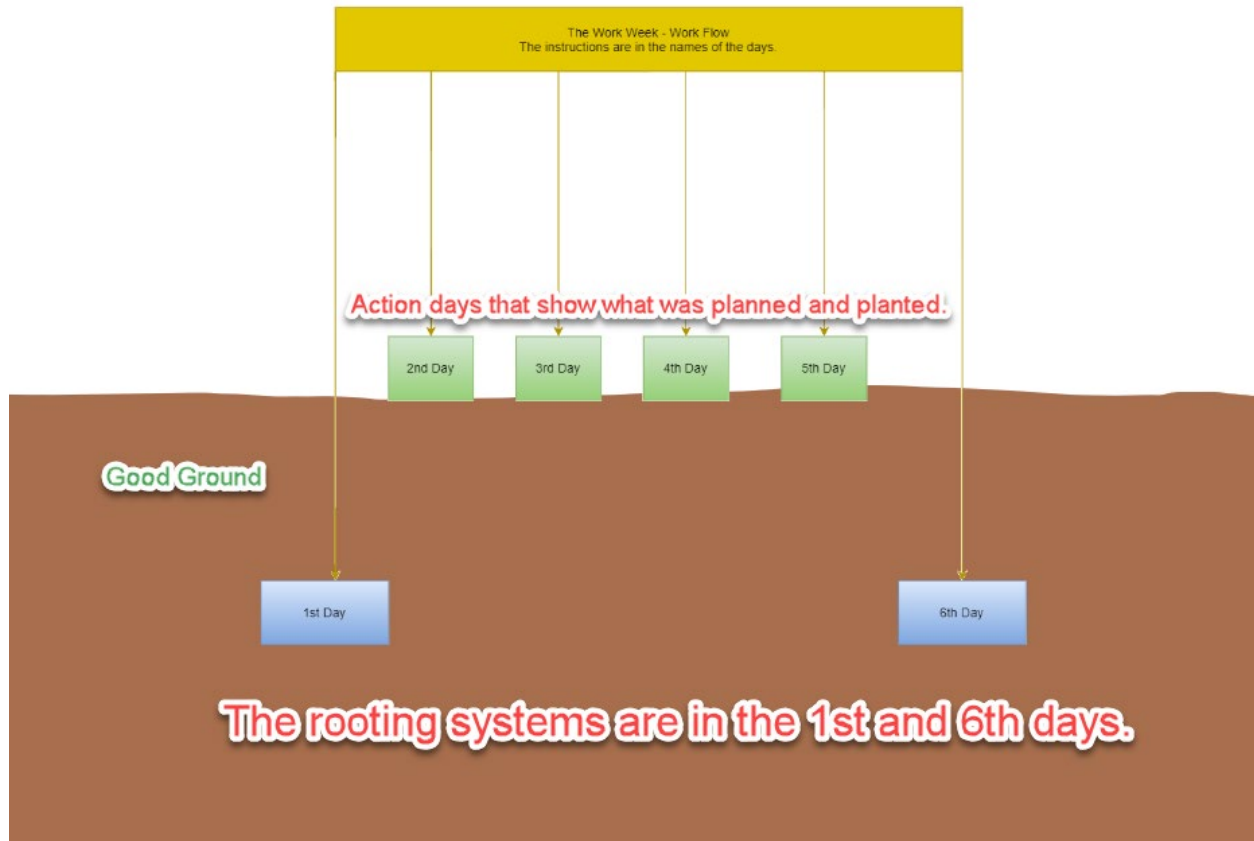 The Work Week - Work Flow
The instructions are in the names of the days.
Action days that show what was planned and planted.
2nd Day
3rd Day
4th Day
5th Day
Good Ground
1st Day
6th Day
The rooting systems are in the 1st and 6th days.